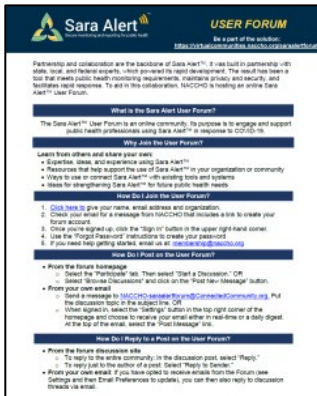 Sara Alert™
Secure monitoring and reporting for public health
USER FORUM
Be a part of the solution:
https://virtualcommunities.naccho.org/saraalertforum
Partnership and collaboration are the backbone of Sara Alert™. It was built in partnership with
state, local, and federal experts, which powered its rapid development. The result has been a
tool that meets public health monitoring requirements, maintains privacy and security, and
facilitates rapid response. To aid in this collaboration, NACCHO is hosting an online Sara
Alert™ User Forum.
What is the Sara Alert™ User Forum?
The Sara Alert™ User Forum is an online community. Its purpose is to engage and support
public health professionals using Sara Alert™ in response to COVID-19.
Why Join the User Forum?
Learn from others and share your own:
• Expertise, ideas, and experience using Sara Alert™
• Resources that help support the use of Sara Alert™ in your organization or community
• Ways to use or connect Sara Alert™ with existing tools and systems
• Ideas for strengthening Sara Alert™ for future public health needs
How Do I Join the User Forum?
1. Click here to give your name, email address and organization.
2. Check your email for a message from NACCHO that includes a link to create your
forum account.
3. Once you're signed up, click the "Sign In" button in the upper right-hand corner.
4. Use the "Forgot Password" instructions to create your password.
5. If you need help getting started, email us at: membership@naccho.org
How Do I Post on the User Forum?
• From the forum homepage
○ Select the "Participate" tab. Then select "Start a Discussion." OR
○ Select "Browse Discussions" and click on the "Post New Message" button.
• From your own email
○ Send a message to NACCHO-saraalertforum@ConnectedCommunity.org. Put
the discussion topic in the subject line. OR
○ When signed in, select the "Settings" button in the top right corner of the
homepage and choose to receive your email either in real-time or a daily digest.
At the top of the email, select the "Post Message" link.
How Do I Reply to a Post on the User Forum?
• From the forum discussion site
○ To reply to the entire community: In the discussion post, select "Reply."
○ To reply just to the author of a post: Select "Reply to Sender."
• From your own email: If you have opted to receive emails from the Forum (see
Settings and then Email Preferences to update), you can then also reply to discussion
threads via email.